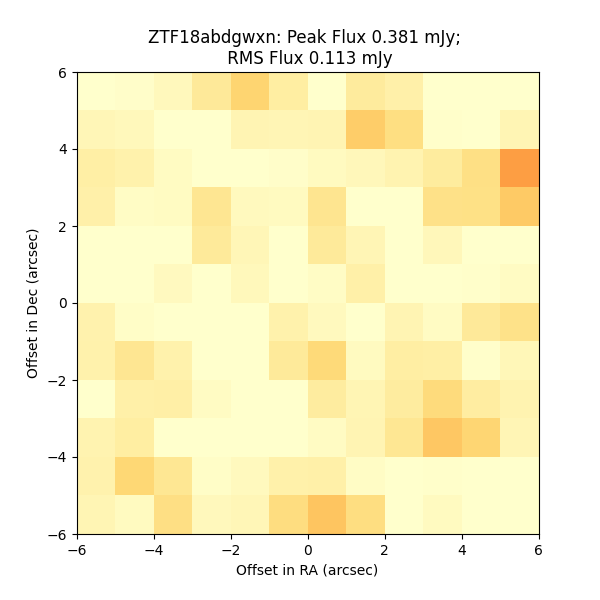 ZTF18abdgwxn: Peak Flux 0.381 mJy;
RMS Flux 0.113 mJy
6
4
2
0
−2
−4
−6
Offset in Dec (arcsec)
−6 −4 −2 0 2 4 6
Offset in RA (arcsec)